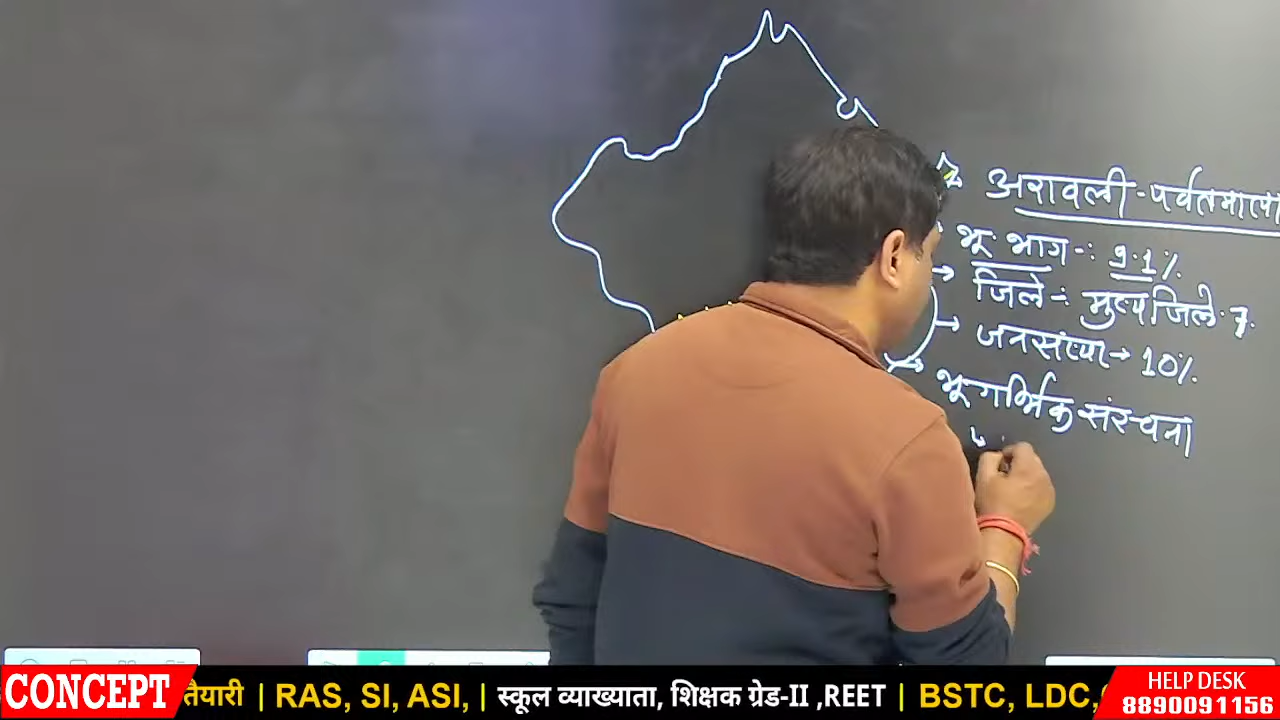 अरावली-पर्वतमाला
भू भाग -: 9.1%
जिले -: मुख्य जिले. 7.
जनसंख्या → 10%
भू गर्भिक संरचना
CONCEPT
तैयारी | RAS, SI, ASI, | स्कूल व्याख्याता, शिक्षक ग्रेड-II ,REET | BSTC, LDC,
HELP DESK
8890091156